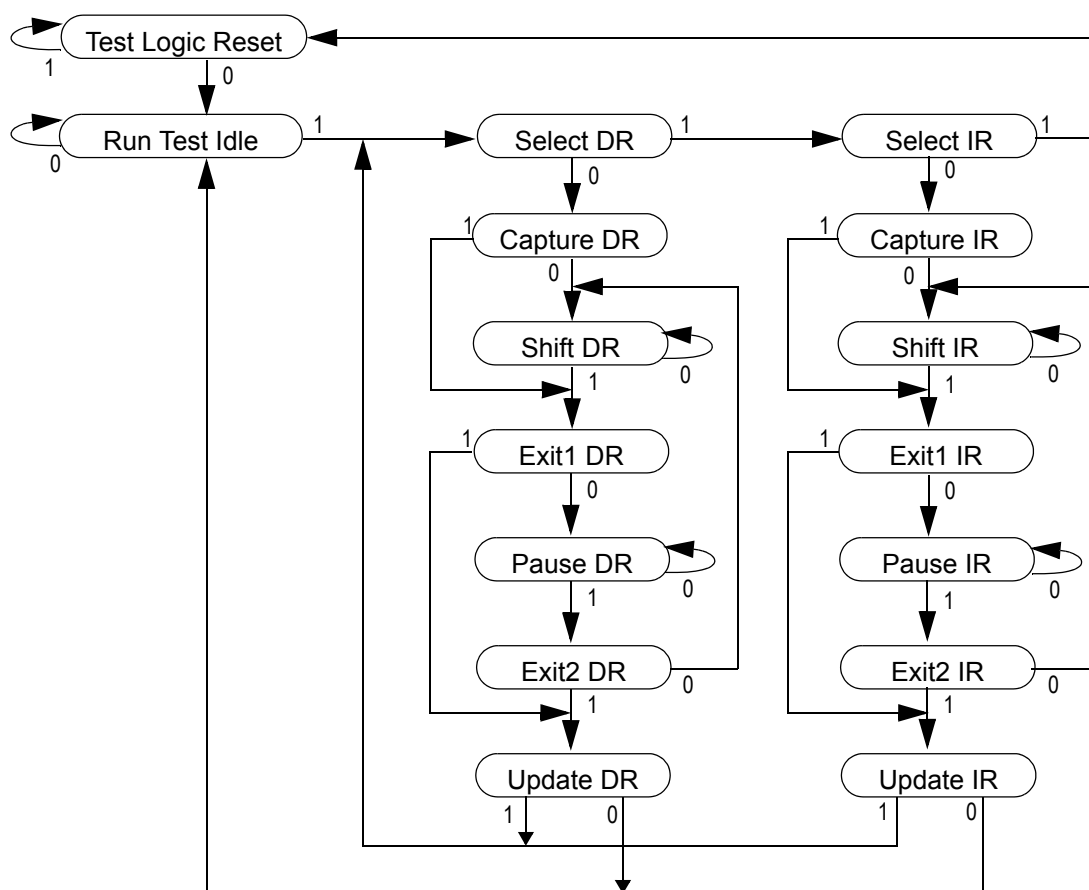 Test Logic Reset
1
0
Run Test Idle
1
0
Select DR
1
0
Select IR
1
0
Capture DR
1
0
Capture IR
1
0
Shift DR
0
1
Shift IR
0
1
Exit1 DR
1
0
Exit1 IR
1
0
Pause DR
0
1
Pause IR
0
1
Exit2 DR
0
1
Exit2 IR
0
1
Update DR
1
0
Update IR
1
0